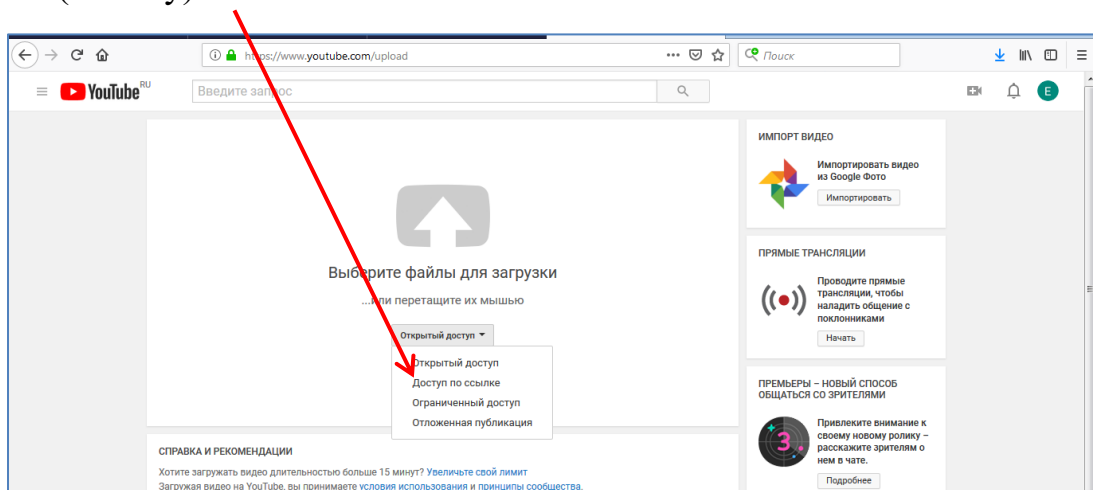 https://www.youtube.com/upload
Поиск
YouTube RU
Введите запрос
E
Выберите файлы для загрузки
...или перетащите их мышью
Открытый доступ
Открытый доступ
Доступ по ссылке
Ограниченный доступ
Отложенная публикация
СПРАВКА И РЕКОМЕНДАЦИИ
Хотите загружать видео длительностью больше 15 минут? Увеличьте свой лимит
Загружая видео на YouTube, вы принимаете условия использования и принципы сообщества.
ИМПОРТ ВИДЕО
Импортировать видео
из Google Фото
Импортировать
ПРЯМЫЕ ТРАНСЛЯЦИИ
Проводите прямые
трансляции, чтобы
наладить общение с
поклонниками
Начать
ПРЕМЬЕРЫ – НОВЫЙ СПОСОБ
ОБЩАТЬСЯ СО ЗРИТЕЛЯМИ
3
Привлеките внимание к
своему новому ролику –
расскажите зрителям о
нем в чате.
Подробнее